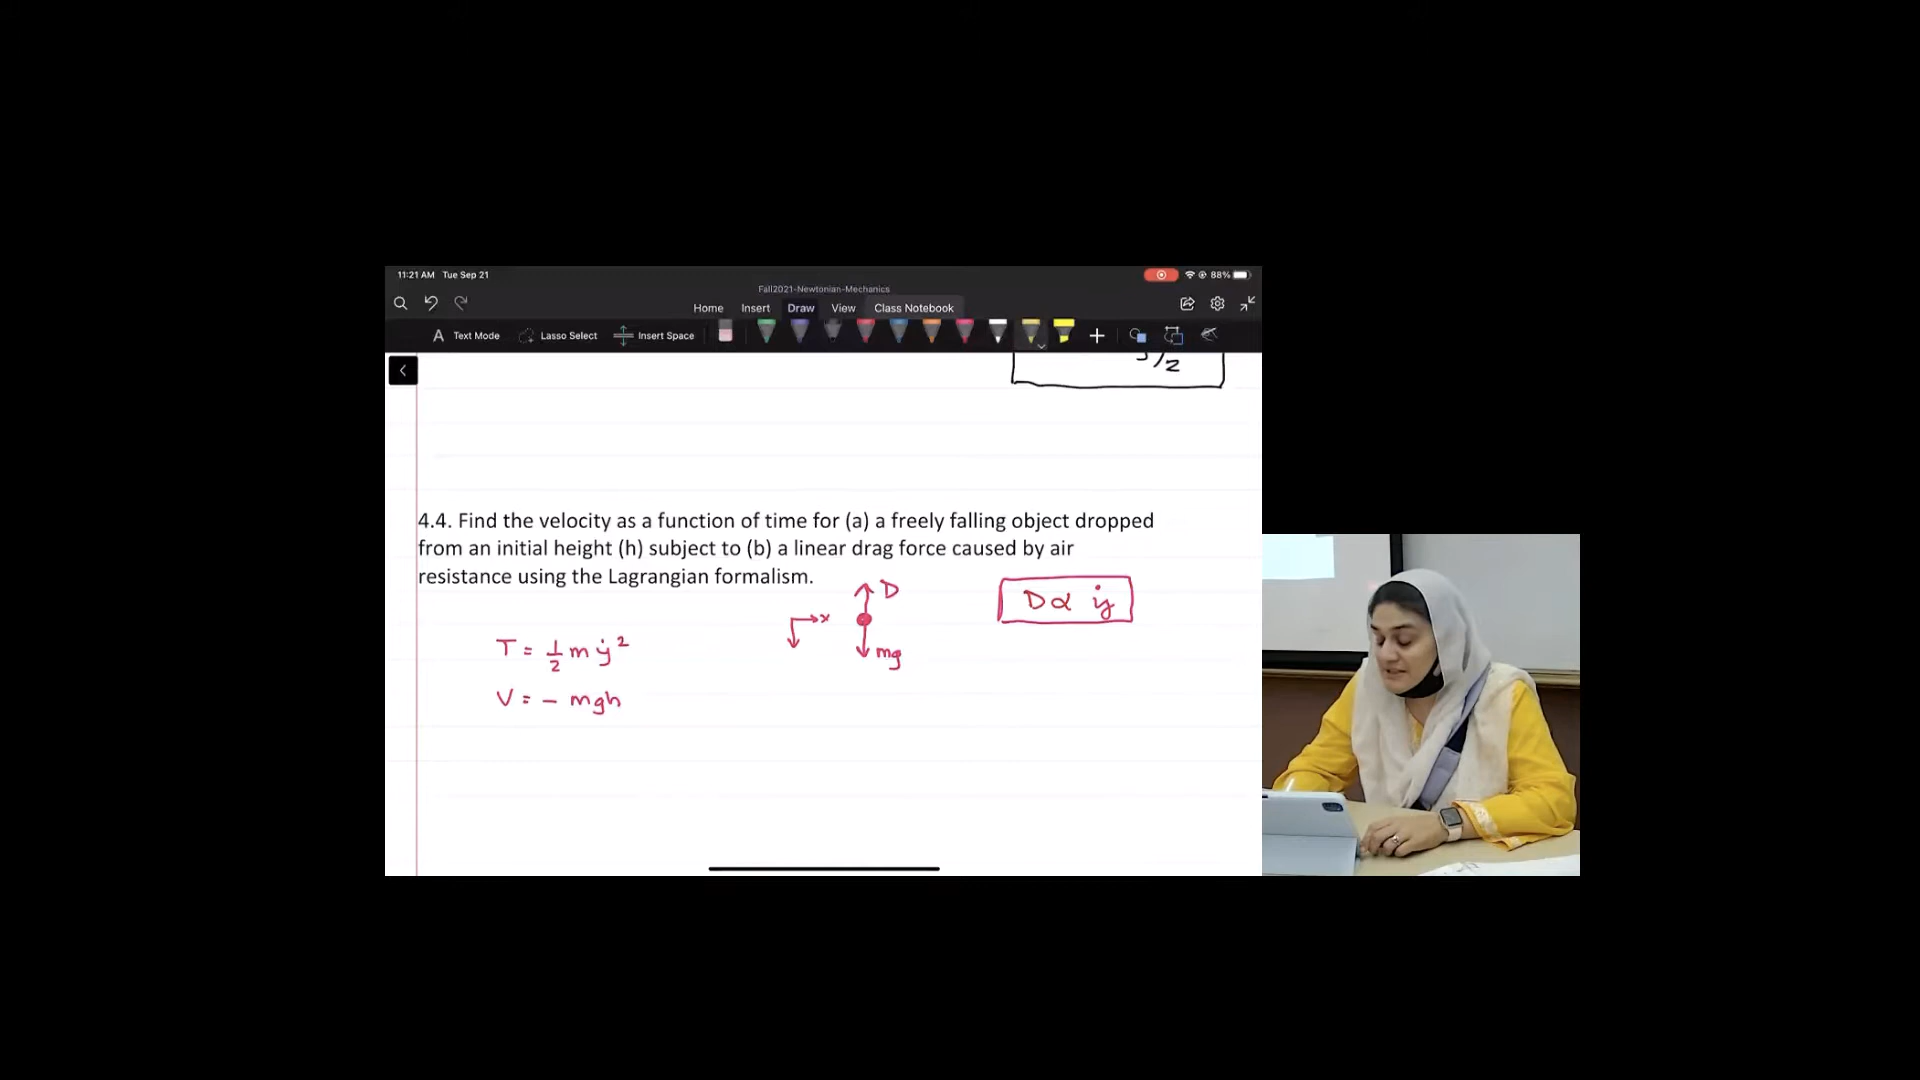 11:21 AM Tue Sep 21
88%
Fall2021-Newtonian-Mechanics
Home Insert Draw View Class Notebook
A Text Mode Lasso Select Insert Space
5/2
4.4. Find the velocity as a function of time for (a) a freely falling object dropped
from an initial height (h) subject to (b) a linear drag force caused by air
resistance using the Lagrangian formalism.
D
D α ẏ
x
T = 1/2 m ẏ²
mg
V = - mgh